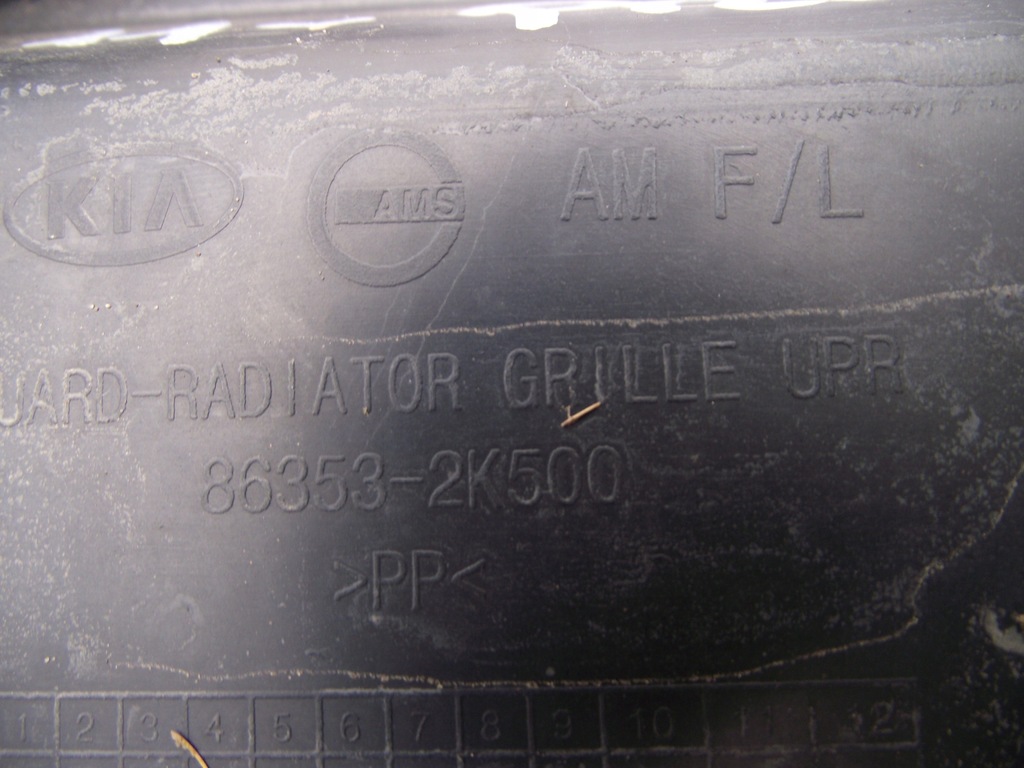 KIA AMS AM F/L
UARD-RADIATOR GRILLE UPR
86353-2K500
>PP<
1 2 3 4 5 6 7 8 9 10 11 12